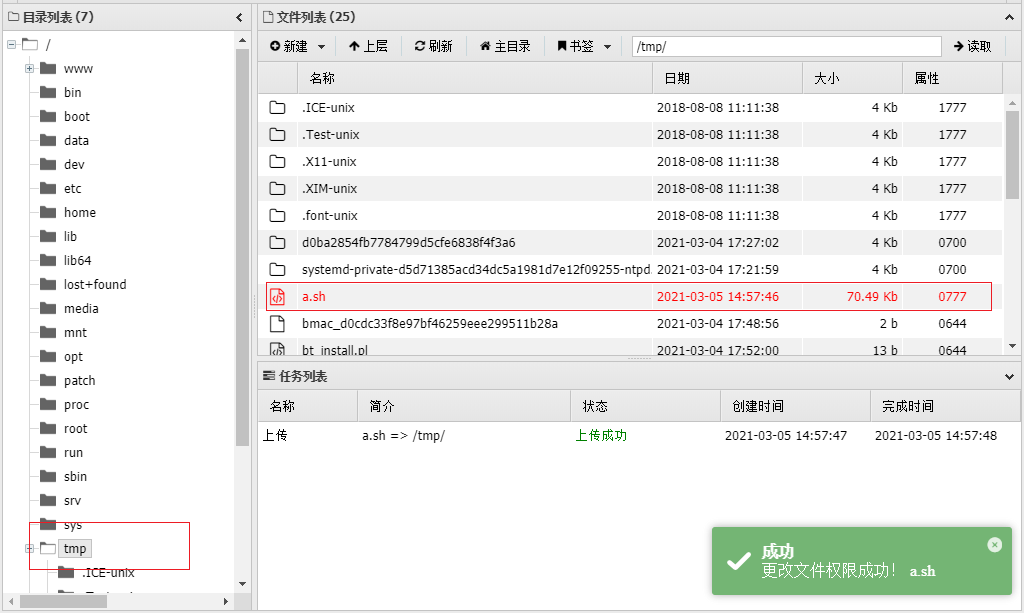 目录列表 (7)
/
www
bin
boot
data
dev
etc
home
lib
lib64
lost+found
media
mnt
opt
patch
proc
root
run
sbin
srv
sys
tmp
.ICE-unix
文件列表 (25)
新建 上层 刷新 主目录 书签 /tmp/ 读取
名称 日期 大小 属性
.ICE-unix 2018-08-08 11:11:38 4 Kb 1777
.Test-unix 2018-08-08 11:11:38 4 Kb 1777
.X11-unix 2018-08-08 11:11:38 4 Kb 1777
.XIM-unix 2018-08-08 11:11:38 4 Kb 1777
.font-unix 2018-08-08 11:11:38 4 Kb 1777
d0ba2854fb7784799d5cfe6838f4f3a6 2021-03-04 17:27:02 4 Kb 0700
systemd-private-d5d71385acd34dc5a1981d7e12f09255-ntpd. 2021-03-04 17:21:59 4 Kb 0700
a.sh 2021-03-05 14:57:46 70.49 Kb 0777
bmac_d0cdc33f8e97bf46259eee299511b28a 2021-03-04 17:48:56 2 b 0644
bt_install.pl 2021-03-04 17:52:00 13 b 0644
任务列表
名称 简介 状态 创建时间 完成时间
上传 a.sh => /tmp/ 上传成功 2021-03-05 14:57:47 2021-03-05 14:57:48
成功
更改文件权限成功! a.sh